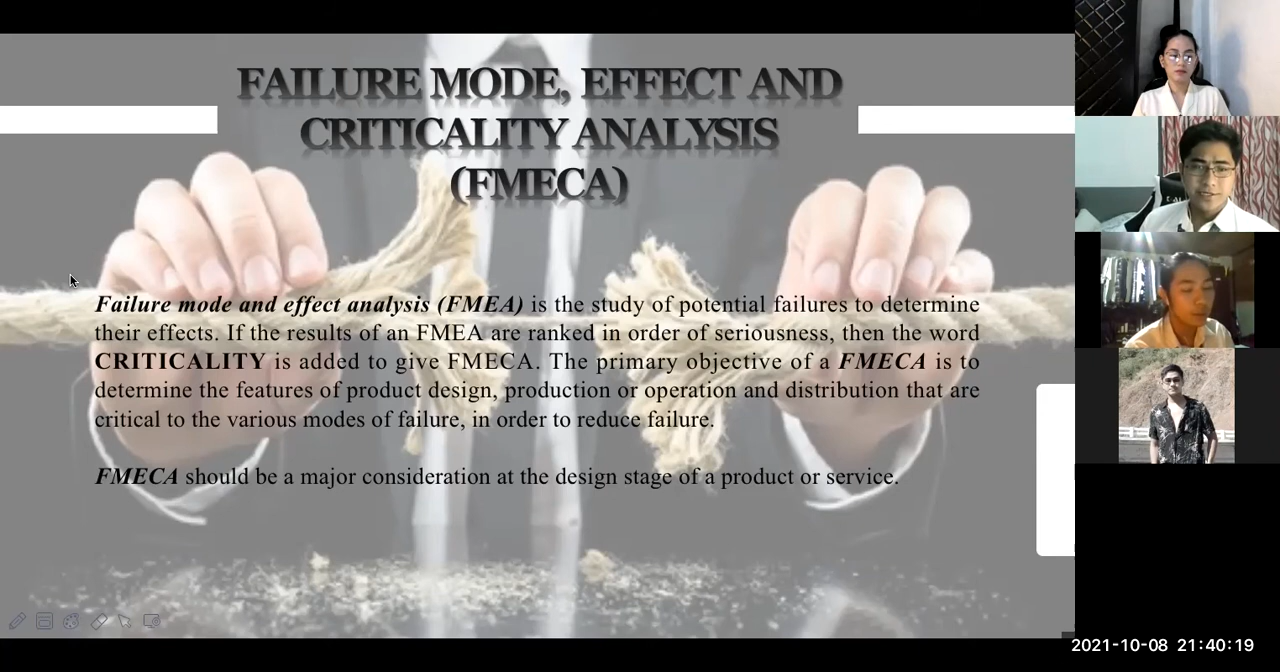 FAILURE MODE, EFFECT AND
CRITICALITY ANALYSIS
(FMECA)
Failure mode and effect analysis (FMEA) is the study of potential failures to determine
their effects. If the results of an FMEA are ranked in order of seriousness, then the word
CRITICALITY is added to give FMECA. The primary objective of a FMECA is to
determine the features of product design, production or operation and distribution that are
critical to the various modes of failure, in order to reduce failure.
FMECA should be a major consideration at the design stage of a product or service.
2021-10-08 21:40:19